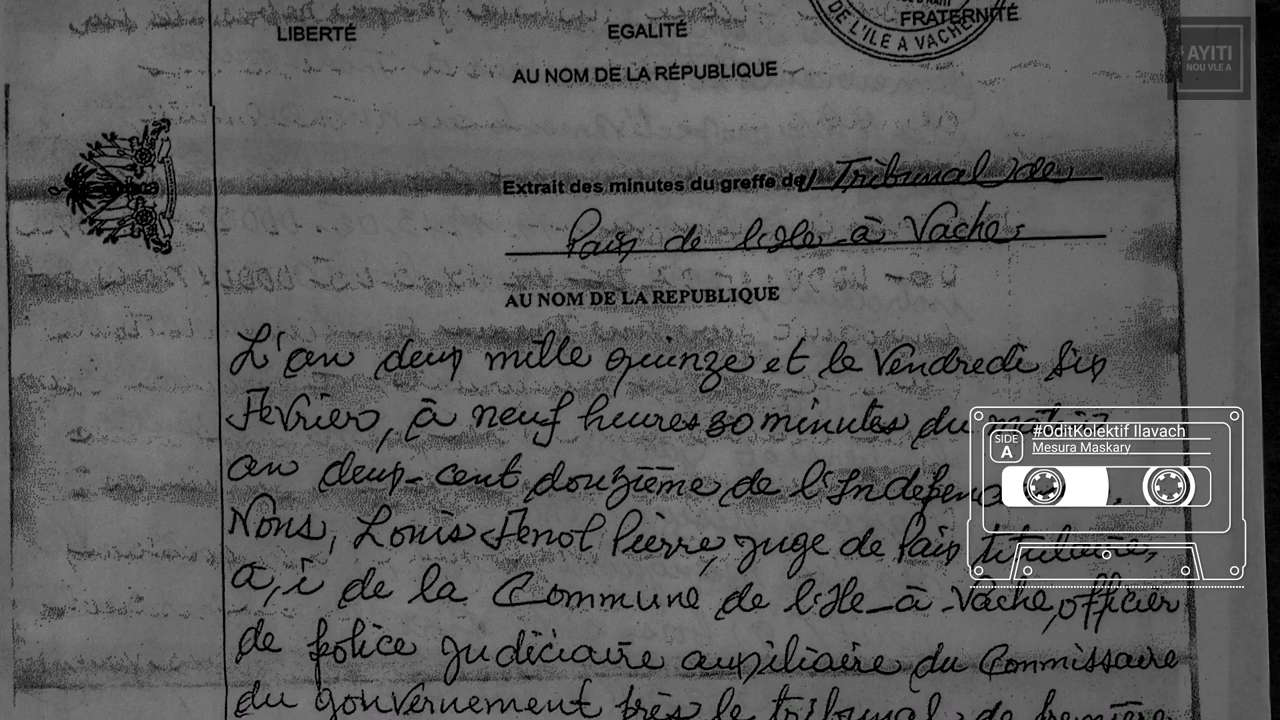 LIBERTÉ EGALITÉ FRATERNITÉ
DE L'ILE A VACHE
AYITI
NOU VLE A
AU NOM DE LA RÉPUBLIQUE
Extrait des minutes du greffe de Tribunal de
Paix de l'Ile-à Vache
AU NOM DE LA REPUBLIQUE
L'an deux mille quinze et le Vendredi Six
Février, à neuf heures 30 minutes du matin
an deux-cent douzième de l'Indépen
Nous, Louis Fenol Pierre, juge de Paix titulaire,
a,i de la Commune de l'Ile-à-Vache, officier
de police judiciaire auxiliaire du Commissaire
du gouvernement près le tribunal de première
SIDE
A
#OditKolektif Ilavach
Mesura Maskary